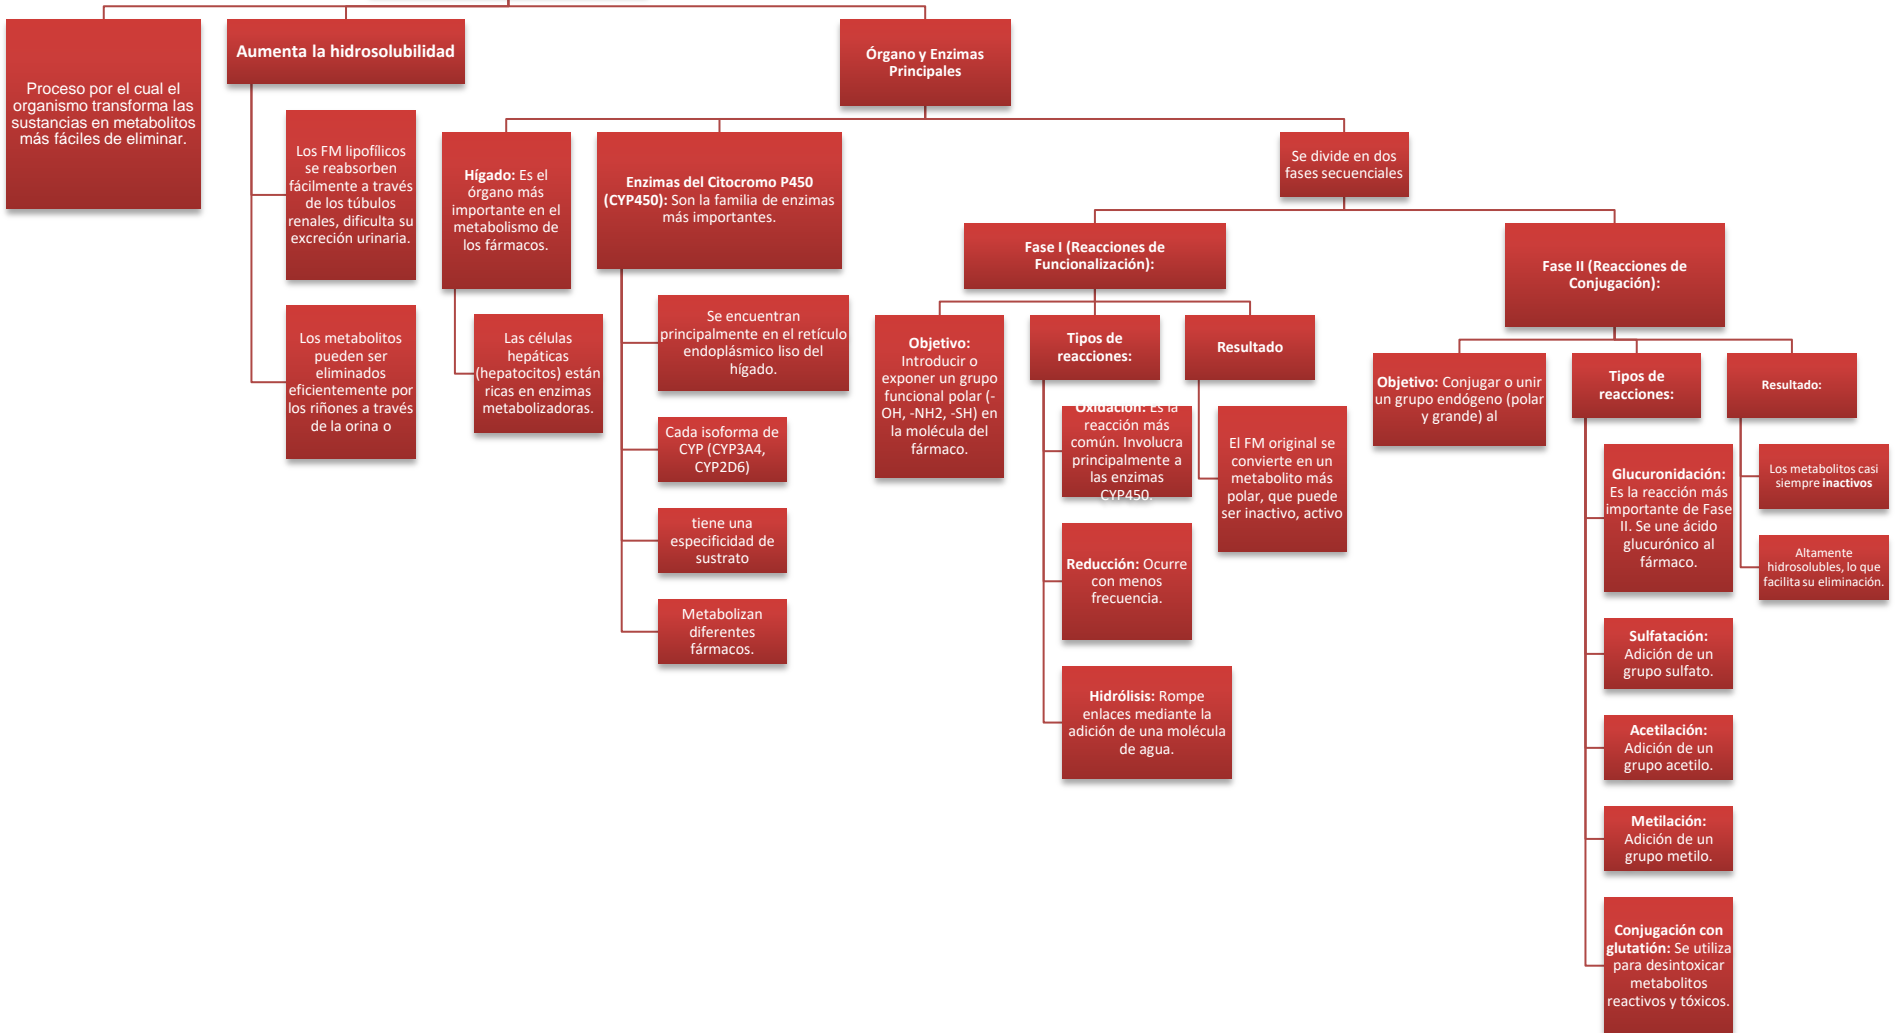 Proceso por el cual el
organismo transforma las
sustancias en metabolitos
más fáciles de eliminar.
Aumenta la hidrosolubilidad
Los FM lipofílicos
se reabsorben
fácilmente a través
de los túbulos
renales, dificulta su
excreción urinaria.
Los metabolitos
pueden ser
eliminados
eficientemente por
los riñones a través
de la orina o
Órgano y Enzimas
Principales
Hígado: Es el
órgano más
importante en el
metabolismo de
los fármacos.
Las células
hepáticas
(hepatocitos) están
ricas en enzimas
metabolizadoras.
Enzimas del Citocromo P450
(CYP450): Son la familia de enzimas
más importantes.
Se encuentran
principalmente en el retículo
endoplásmico liso del
hígado.
Cada isoforma de
CYP (CYP3A4,
CYP2D6)
tiene una
especificidad de
sustrato
Metabolizan
diferentes
fármacos.
Se divide en dos
fases secuenciales
Fase I (Reacciones de
Funcionalización):
Objetivo:
Introducir o
exponer un grupo
funcional polar (-
OH, -NH2, -SH) en
la molécula del
fármaco.
Tipos de
reacciones:
Oxidación: Es la
reacción más
común. Involucra
principalmente a
las enzimas
CYP450.
Reducción: Ocurre
con menos
frecuencia.
Hidrólisis: Rompe
enlaces mediante la
adición de una molécula
de agua.
Resultado
El FM original se
convierte en un
metabolito más
polar, que puede
ser inactivo, activo
Fase II (Reacciones de
Conjugación):
Objetivo: Conjugar o unir
un grupo endógeno (polar
y grande) al
Tipos de
reacciones:
Glucuronidación:
Es la reacción más
importante de Fase
II. Se une ácido
glucurónico al
fármaco.
Sulfatación:
Adición de un
grupo sulfato.
Acetilación:
Adición de un
grupo acetilo.
Metilación:
Adición de un
grupo metilo.
Conjugación con
glutatión: Se utiliza
para desintoxicar
metabolitos
reactivos y tóxicos.
Resultado:
Los metabolitos casi
siempre inactivos
Altamente
hidrosolubles, lo que
facilita su eliminación.